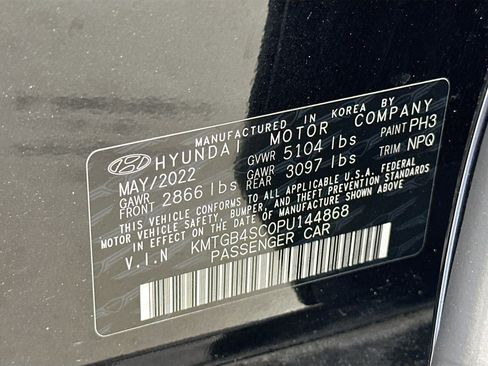 MANUFACTURED IN KOREA BY
HYUNDAI MOTOR COMPANY
MAY/2022 GVWR 5104 lbs PAINT PH3
GAWR FRONT 2866 lbs GAWR REAR 3097 lbs TRIM NPQ
THIS VEHICLE CONFORMS TO ALL APPLICABLE U.S.A. FEDERAL
MOTOR VEHICLE SAFETY, BUMPER, AND THEFT PREVENTION STANDARDS
IN EFFECT ON THE DATE OF MANUFACTURE SHOWN ABOVE.
V.I.N KMTGB4SC0PU144868
PASSENGER CAR